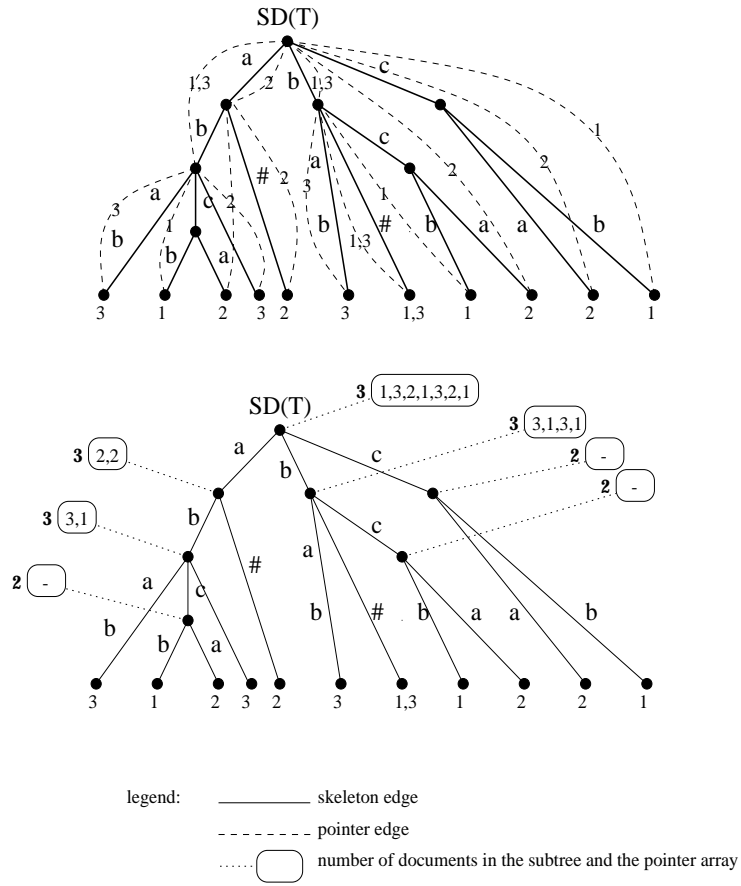 SD(T)
a
b
c
1,3
2
1,3
1
b
#
2
a
c
3
2
2
3
a
c
2
1
b
1
b
b
a
b
#
1,3
b
a
a
b
3
1
2
3
2
3
1,3
1
2
2
1
SD(T)
3 1,3,2,1,3,2,1
3 3,1,3,1
3 2,2
2 -
2 -
3 3,1
2 -
a
b
c
b
#
a
c
a
c
b
b
a
b
#
b
a
a
b
3
1
2
3
2
3
1,3
1
2
2
1
legend:
skeleton edge
pointer edge
number of documents in the subtree and the pointer array